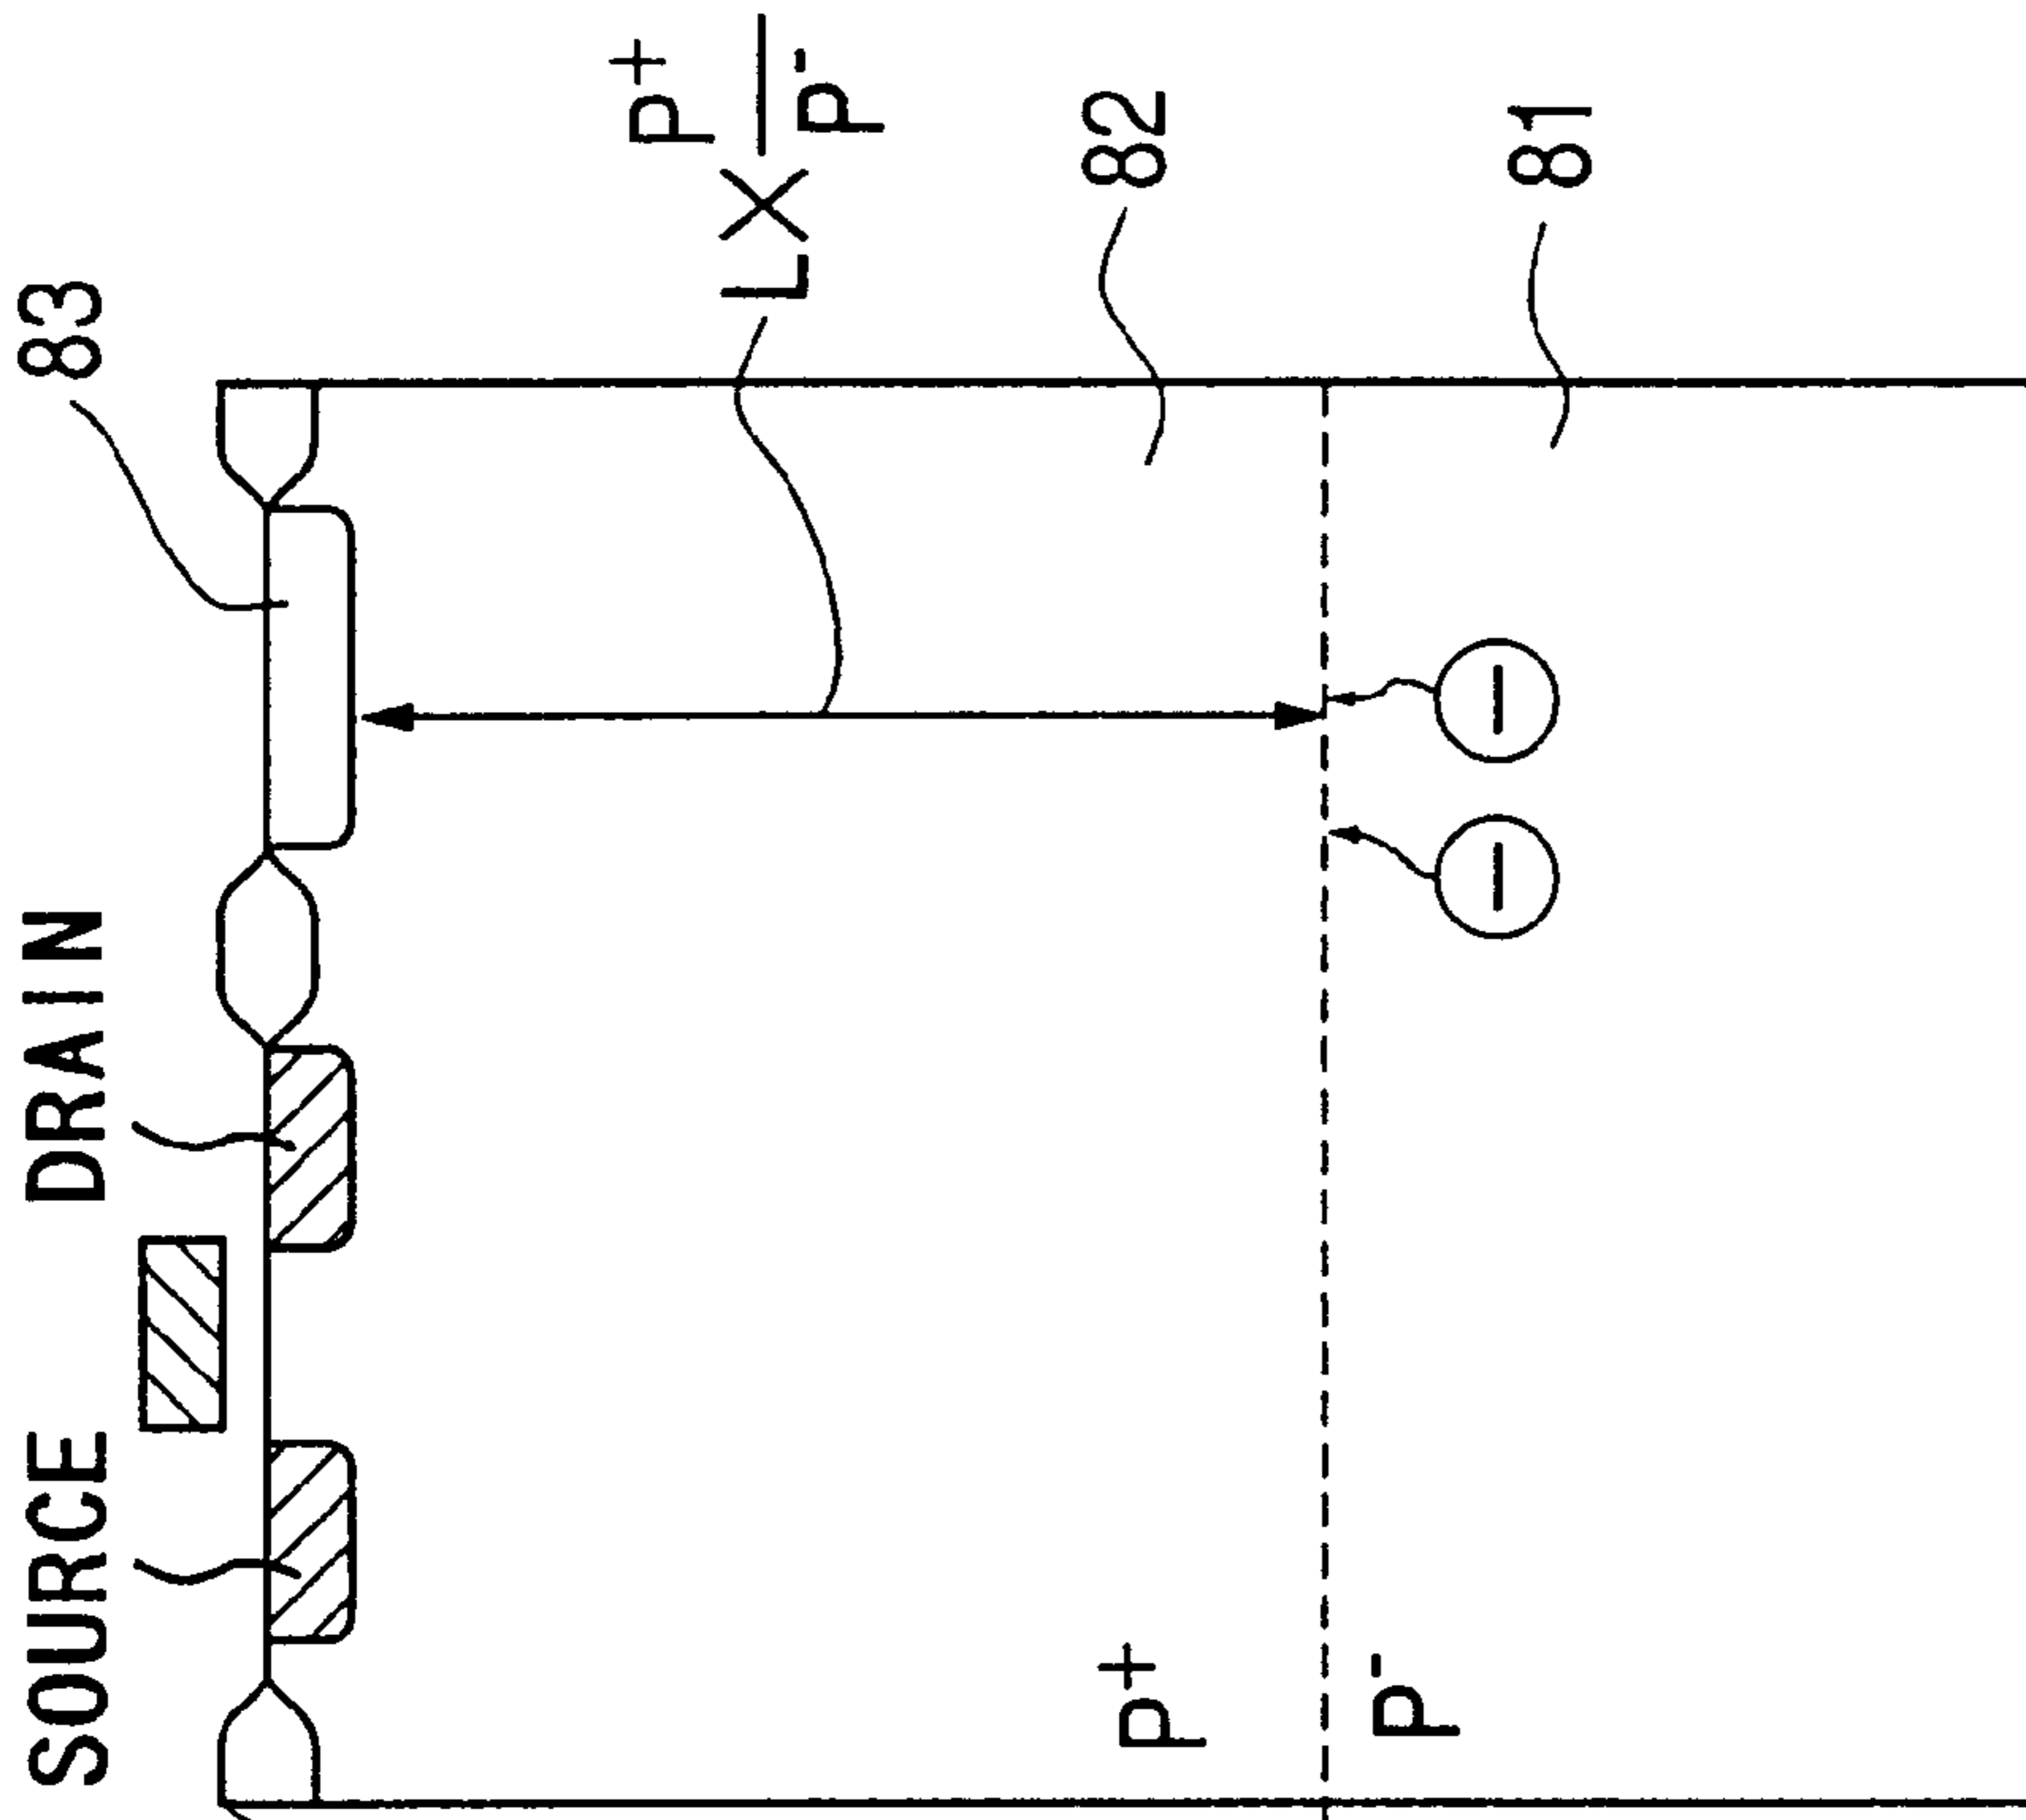 SOURCE
DRAIN
83
LX P⁺/P⁻
82
81
P⁺
P⁻